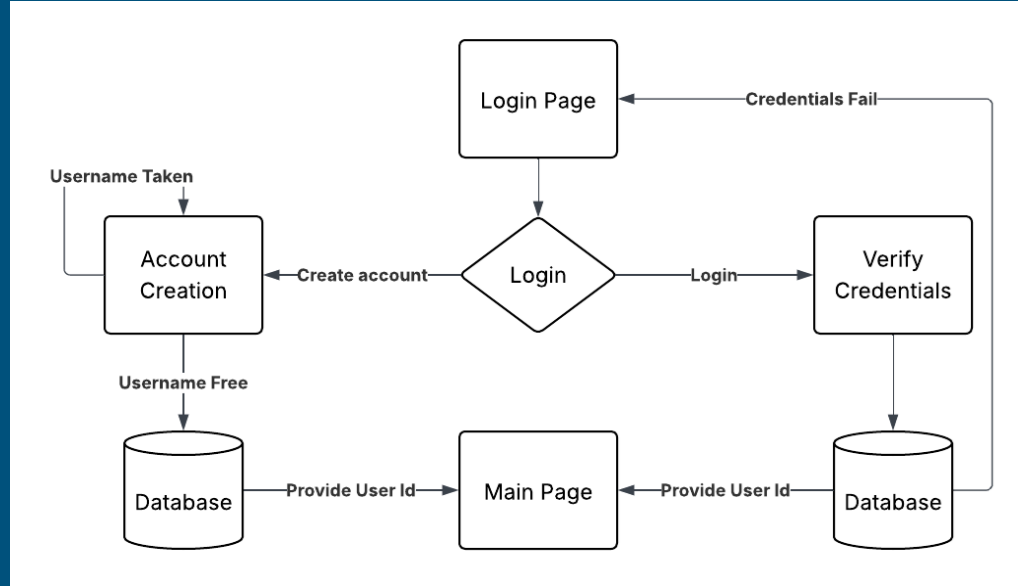 Login Page
Credentials Fail
Username Taken
Account
Creation
Create account
Login
Login
Verify
Credentials
Username Free
Database
Provide User Id
Main Page
Provide User Id
Database